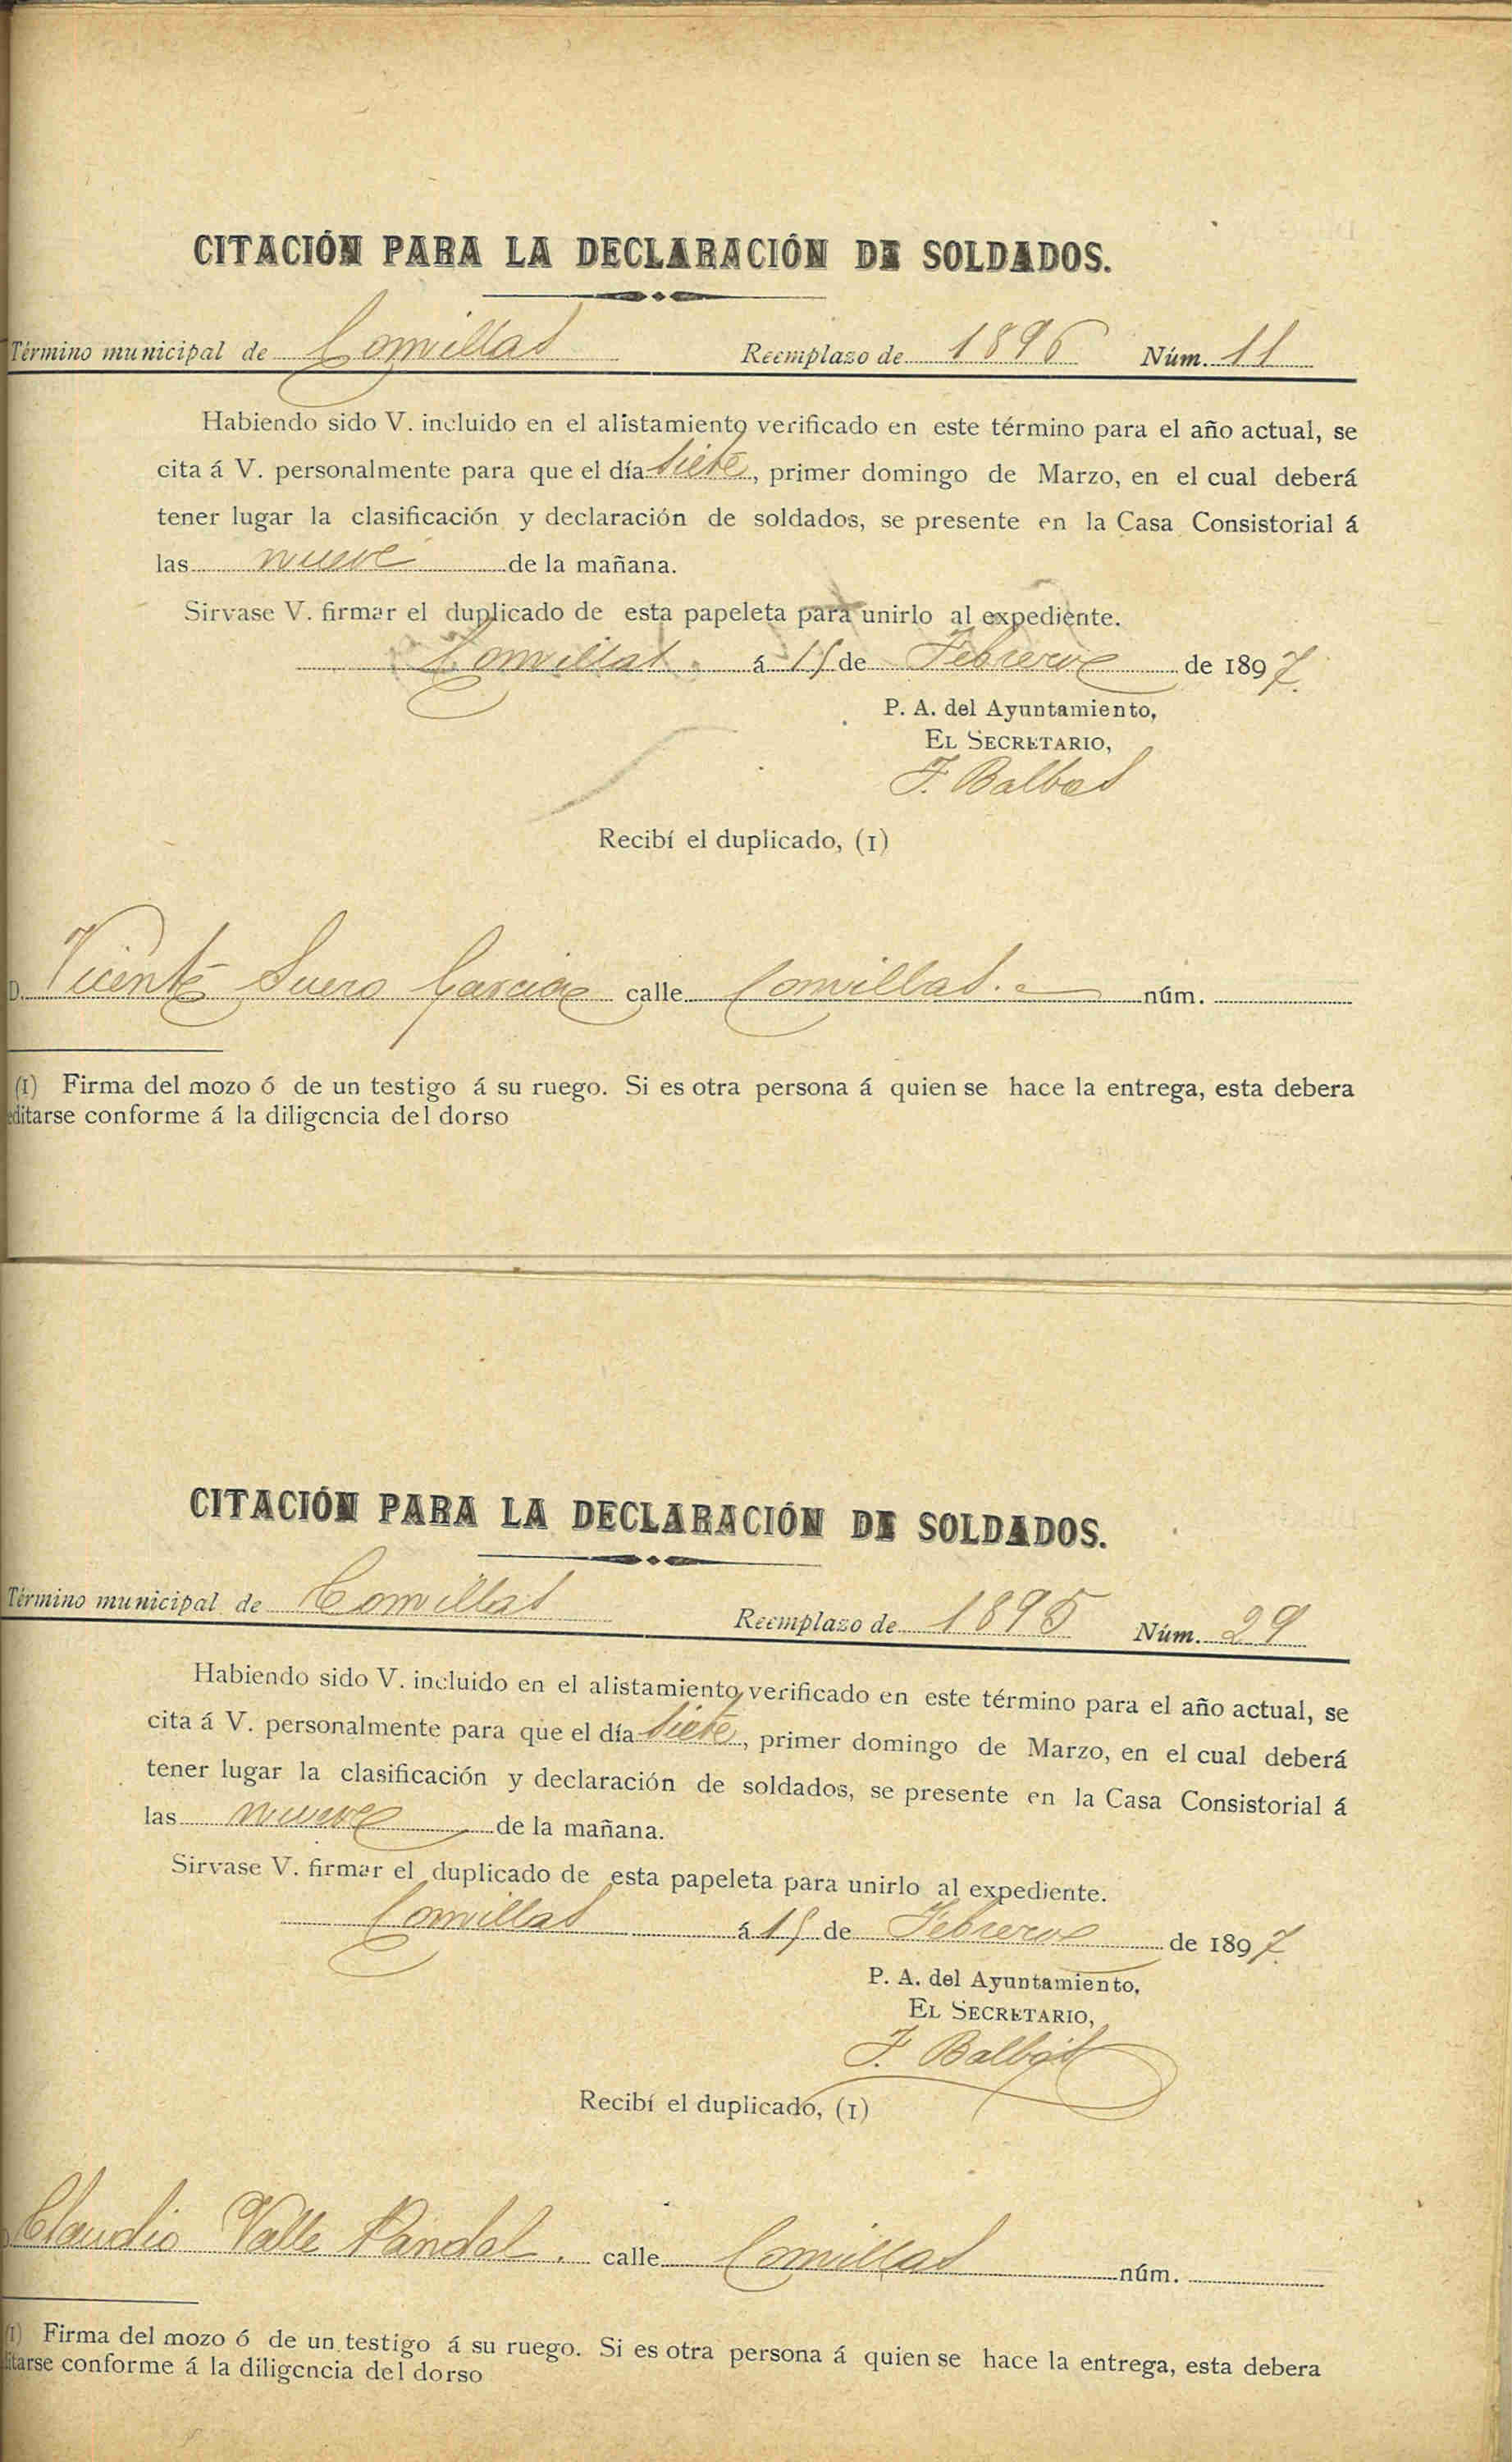 CITACIÓN PARA LA DECLARACIÓN DE SOLDADOS.
Término municipal de Comillas Reemplazo de 1896 Núm. 11
Habiendo sido V. incluido en el alistamiento verificado en este término para el año actual, se
cita á V. personalmente para que el día siete, primer domingo de Marzo, en el cual deberá
tener lugar la clasificación y declaración de soldados, se presente en la Casa Consistorial á
las nueve de la mañana.
Sirvase V. firmar el duplicado de esta papeleta para unirlo al expediente.
Comillas á 15 de Febrero de 1897.
P. A. del Ayuntamiento,
EL SECRETARIO,
F. Balbas
Recibí el duplicado, (1)
D. Vicente Suero Garcia calle Comillas. núm.
(1) Firma del mozo ó de un testigo á su ruego. Si es otra persona á quien se hace la entrega, esta debera
editarse conforme á la diligencia del dorso
CITACIÓN PARA LA DECLARACIÓN DE SOLDADOS.
Término municipal de Comillas Reemplazo de 1895 Núm. 29
Habiendo sido V. incluido en el alistamiento verificado en este término para el año actual, se
cita á V. personalmente para que el día siete, primer domingo de Marzo, en el cual deberá
tener lugar la clasificación y declaración de soldados, se presente en la Casa Consistorial á
las nueve de la mañana.
Sirvase V. firmar el duplicado de esta papeleta para unirlo al expediente.
Comillas á 15 de Febrero de 1897.
P. A. del Ayuntamiento,
EL SECRETARIO,
F. Balbas
Recibí el duplicado, (1)
Claudio Valle Pandal. calle Comillas núm.
(1) Firma del mozo ó de un testigo á su ruego. Si es otra persona á quien se hace la entrega, esta debera
itarse conforme á la diligencia del dorso